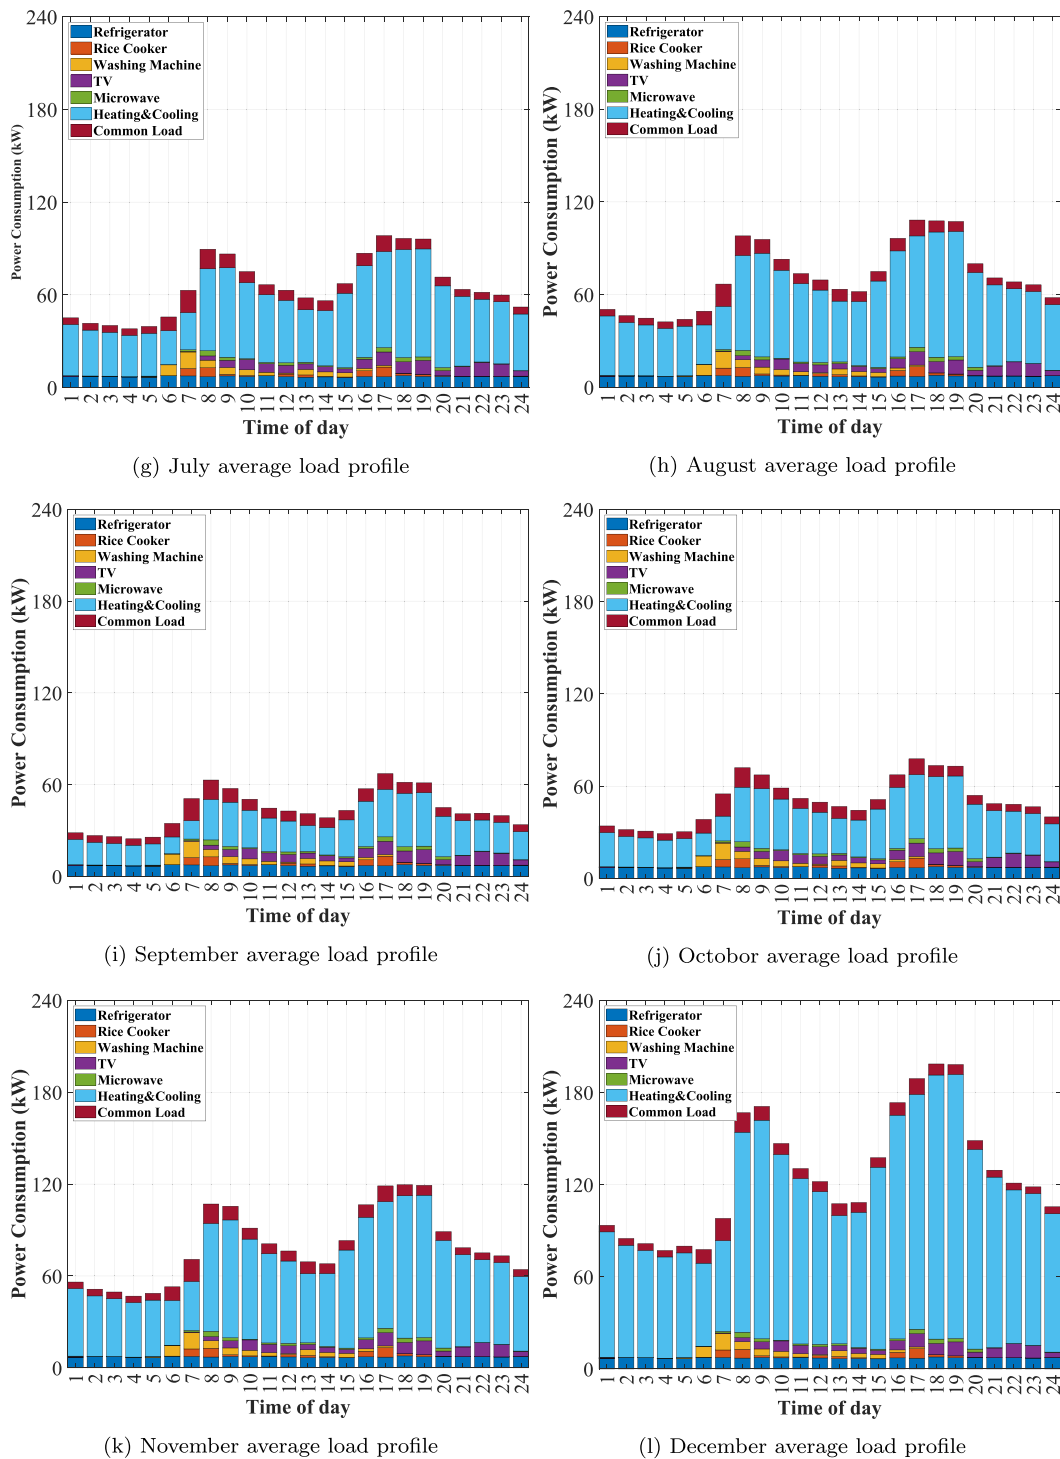 240
180
120
60
0
Power Consumption (kW)
Refrigerator
Rice Cooker
Washing Machine
TV
Microwave
Heating&Cooling
Common Load
1 2 3 4 5 6 7 8 9 10 11 12 13 14 15 16 17 18 19 20 21 22 23 24
Time of day
(g) July average load profile
240
180
120
60
0
Power Consumption (kW)
Refrigerator
Rice Cooker
Washing Machine
TV
Microwave
Heating&Cooling
Common Load
1 2 3 4 5 6 7 8 9 10 11 12 13 14 15 16 17 18 19 20 21 22 23 24
Time of day
(h) August average load profile
240
180
120
60
0
Power Consumption (kW)
Refrigerator
Rice Cooker
Washing Machine
TV
Microwave
Heating&Cooling
Common Load
1 2 3 4 5 6 7 8 9 10 11 12 13 14 15 16 17 18 19 20 21 22 23 24
Time of day
(i) September average load profile
240
180
120
60
0
Power Consumption (kW)
Refrigerator
Rice Cooker
Washing Machine
TV
Microwave
Heating&Cooling
Common Load
1 2 3 4 5 6 7 8 9 10 11 12 13 14 15 16 17 18 19 20 21 22 23 24
Time of day
(j) Octobor average load profile
240
180
120
60
0
Power Consumption (kW)
Refrigerator
Rice Cooker
Washing Machine
TV
Microwave
Heating&Cooling
Common Load
1 2 3 4 5 6 7 8 9 10 11 12 13 14 15 16 17 18 19 20 21 22 23 24
Time of day
(k) November average load profile
240
180
120
60
0
Power Consumption (kW)
Refrigerator
Rice Cooker
Washing Machine
TV
Microwave
Heating&Cooling
Common Load
1 2 3 4 5 6 7 8 9 10 11 12 13 14 15 16 17 18 19 20 21 22 23 24
Time of day
(l) December average load profile